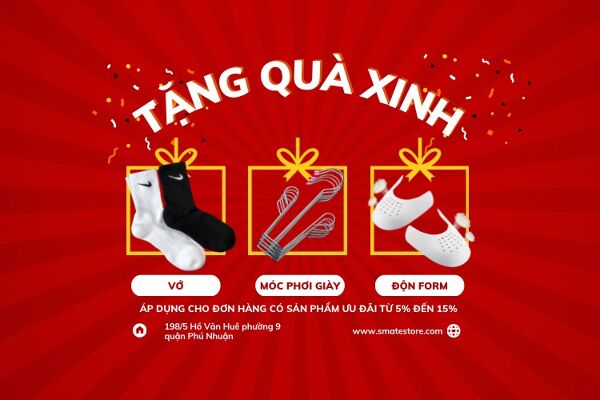 TẶNG QUÀ XINH
VỚ
MÓC PHƠI GIÀY
ĐỘN FORM
ÁP DỤNG CHO ĐƠN HÀNG CÓ SẢN PHẨM ƯU ĐÃI TỪ 5% ĐẾN 15%
198/5 Hồ Văn Huê phường 9
quận Phú Nhuận
www.smatestore.com